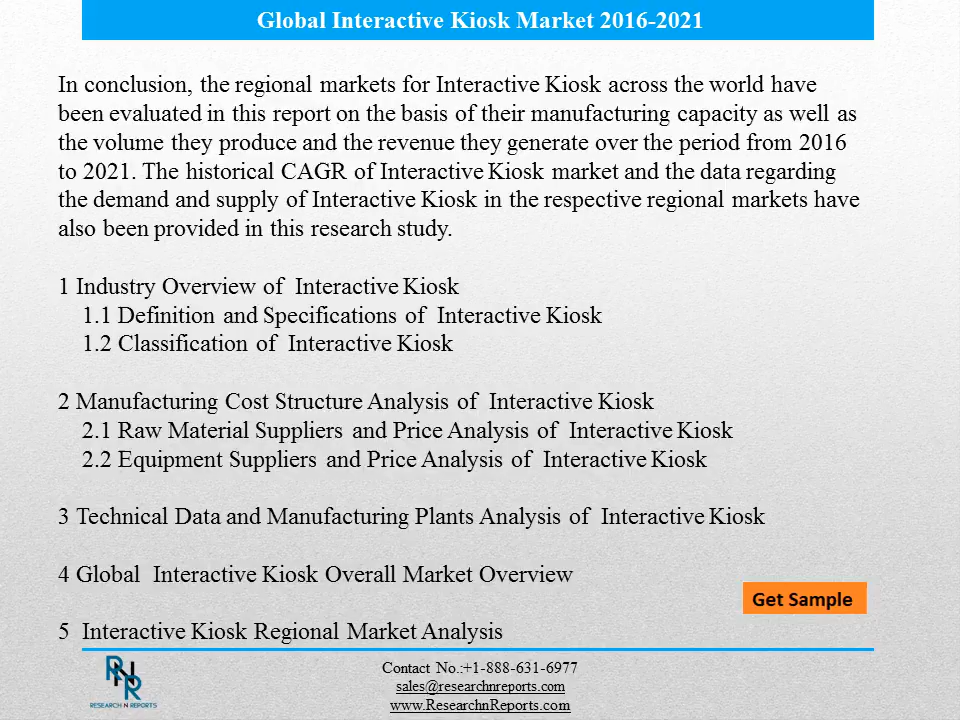 Global Interactive Kiosk Market 2016-2021
In conclusion, the regional markets for Interactive Kiosk across the world have
been evaluated in this report on the basis of their manufacturing capacity as well as
the volume they produce and the revenue they generate over the period from 2016
to 2021. The historical CAGR of Interactive Kiosk market and the data regarding
the demand and supply of Interactive Kiosk in the respective regional markets have
also been provided in this research study.
1 Industry Overview of Interactive Kiosk
1.1 Definition and Specifications of Interactive Kiosk
1.2 Classification of Interactive Kiosk
2 Manufacturing Cost Structure Analysis of Interactive Kiosk
2.1 Raw Material Suppliers and Price Analysis of Interactive Kiosk
2.2 Equipment Suppliers and Price Analysis of Interactive Kiosk
3 Technical Data and Manufacturing Plants Analysis of Interactive Kiosk
4 Global Interactive Kiosk Overall Market Overview
Get Sample
5 Interactive Kiosk Regional Market Analysis
RNR
RESEARCH N REPORTS
Contact No.:+1-888-631-6977
sales@researchnreports.com
www.ResearchnReports.com